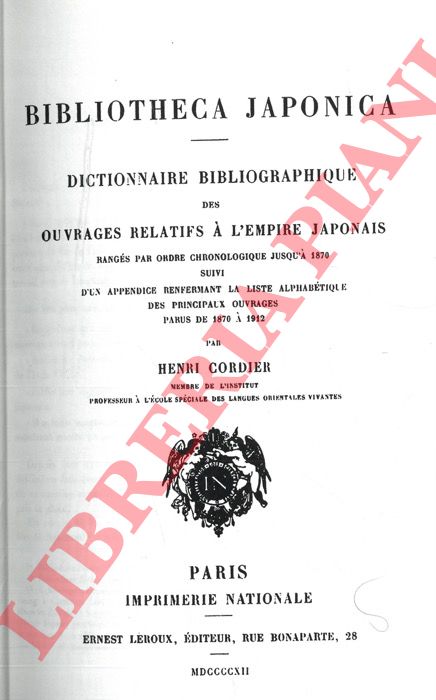 BIBLIOTHECA JAPONICA
DICTIONNAIRE BIBLIOGRAPHIQUE
DES
OUVRAGES RELATIFS À L'EMPIRE JAPONAIS
RANGÉS PAR ORDRE CHRONOLOGIQUE JUSQU'À 1870
SUIVI
D'UN APPENDICE RENFERMANT LA LISTE ALPHABÉTIQUE
DES PRINCIPAUX OUVRAGES
PARUS DE 1870 À 1912
PAR
HENRI CORDIER
MEMBRE DE L'INSTITUT
PROFESSEUR À L'ÉCOLE SPÉCIALE DES LANGUES ORIENTALES VIVANTES
IN
PARIS
IMPRIMERIE NATIONALE
ERNEST LEROUX, ÉDITEUR, RUE BONAPARTE, 28
MDCCCCXII
LIBRERIA PIANI